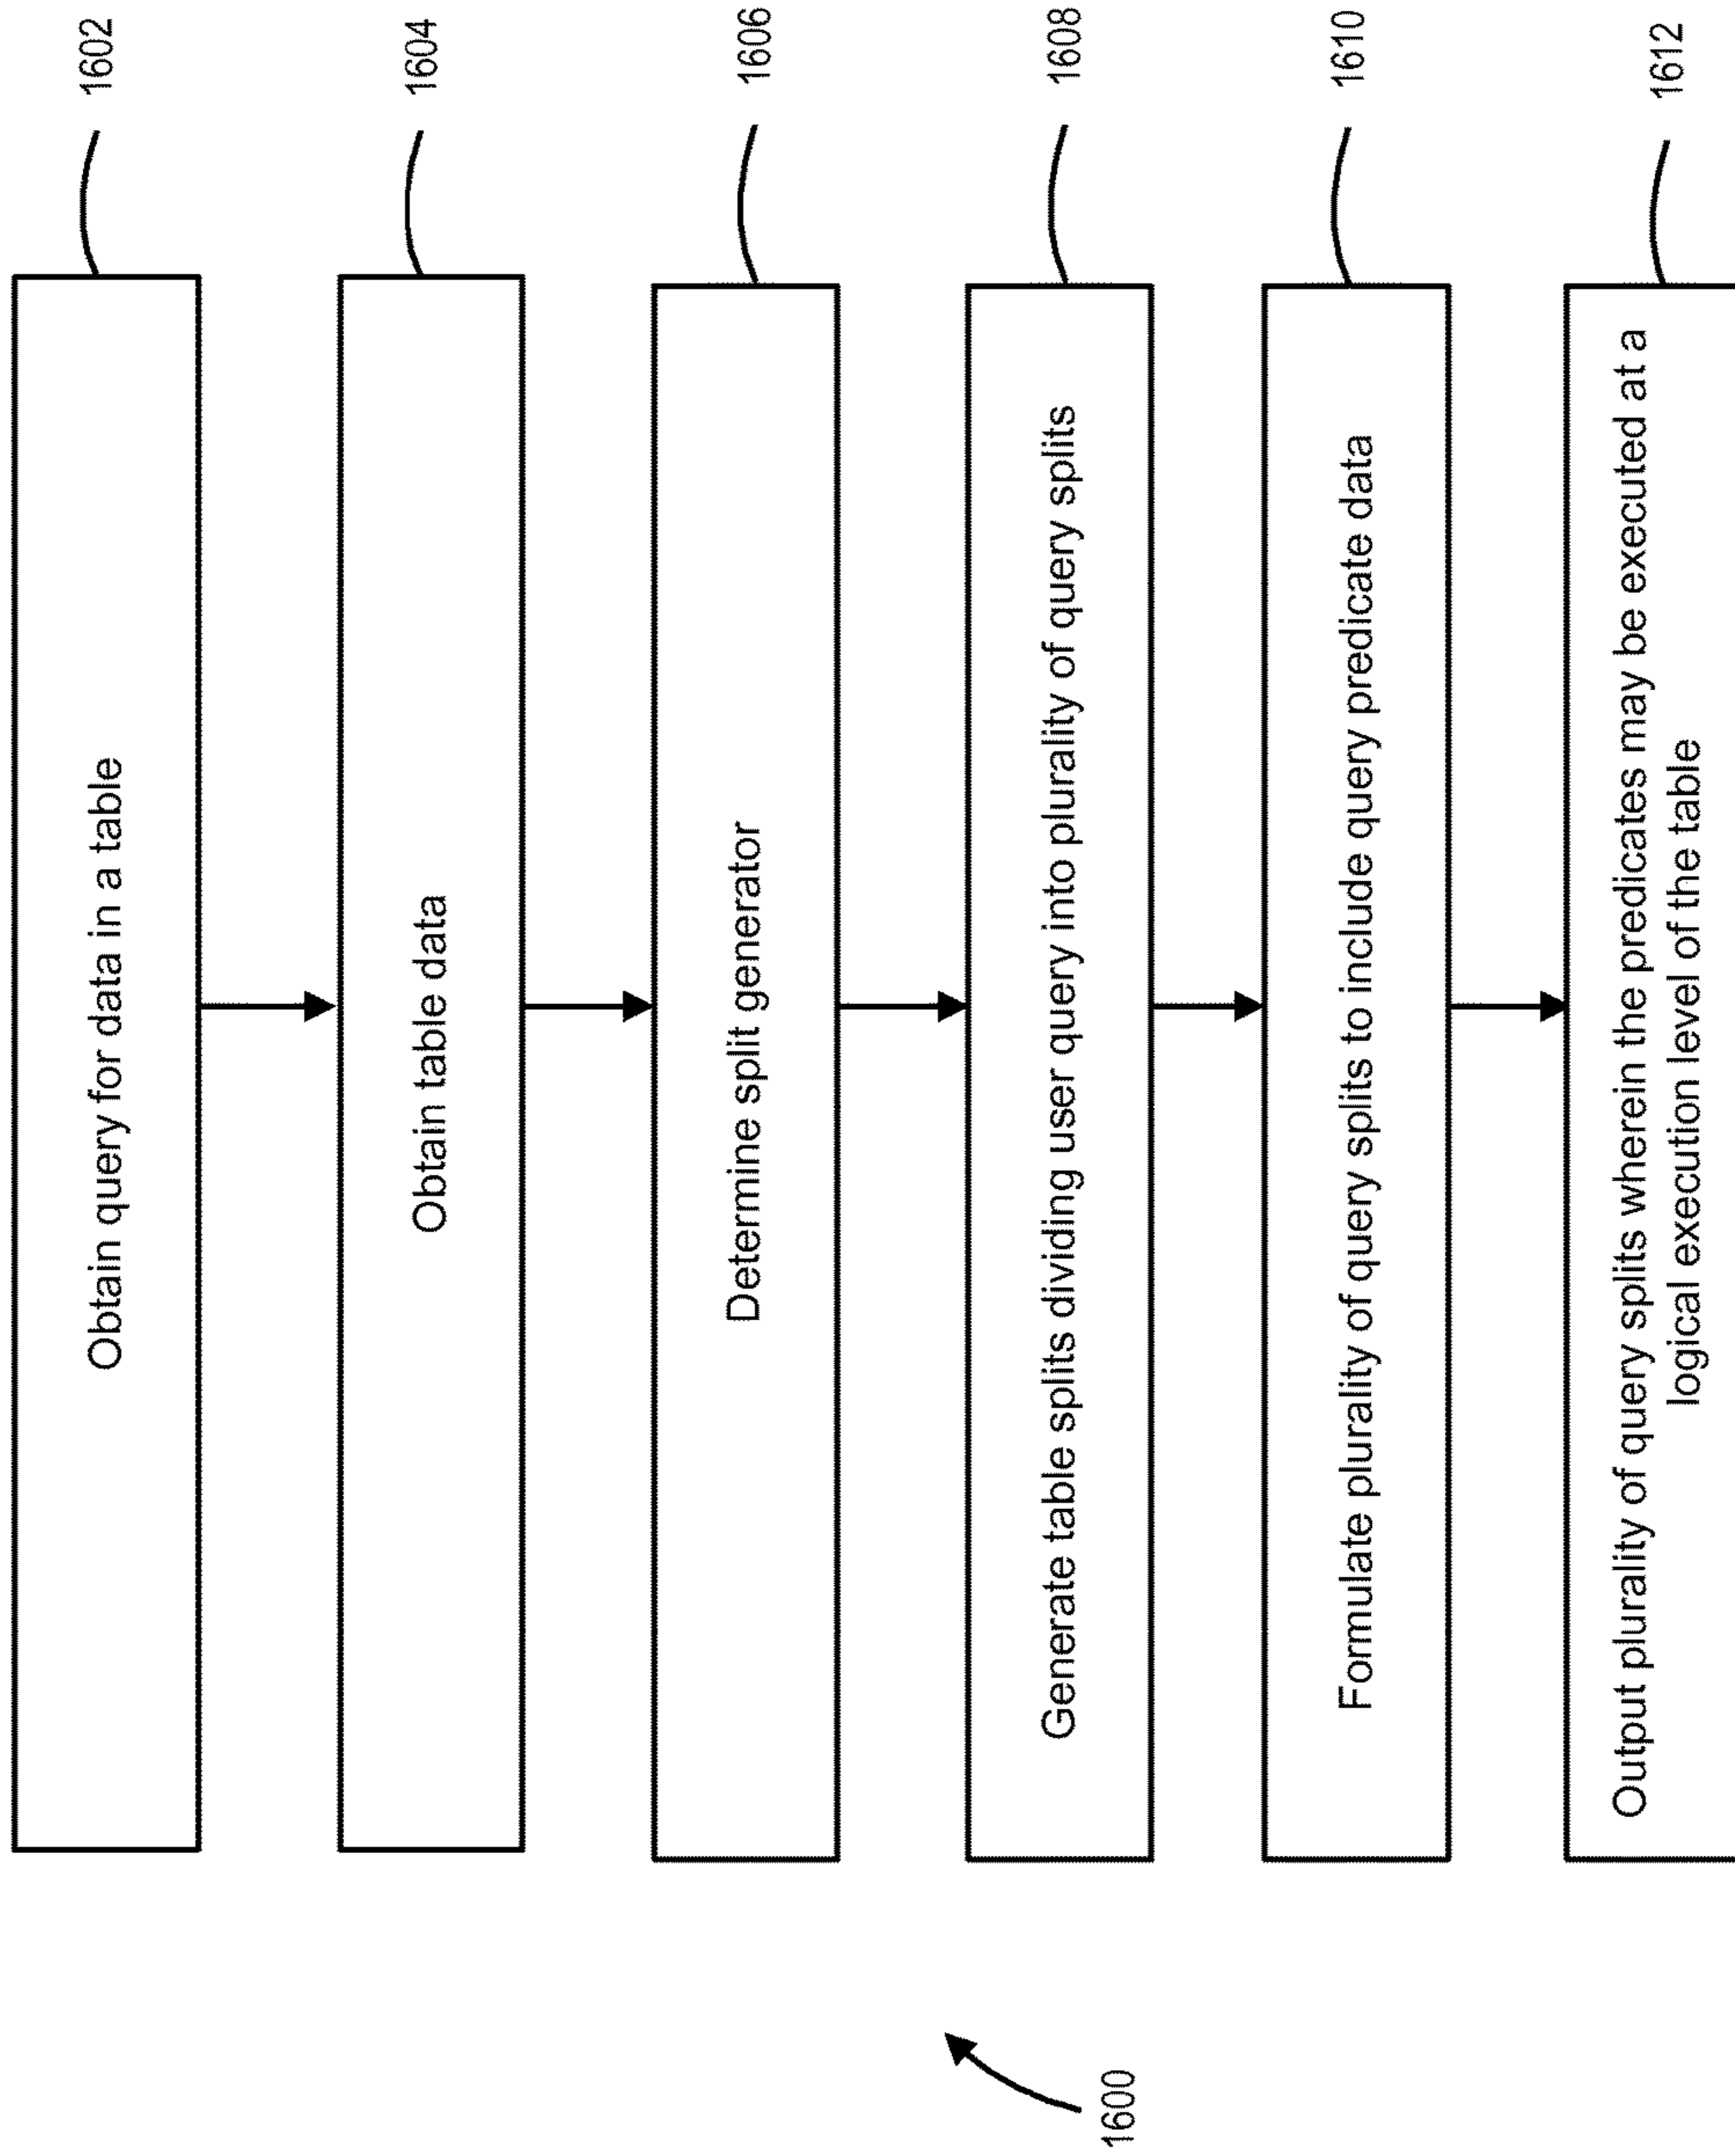 Obtain query for data in a table
1602
Obtain table data
1604
Determine split generator
1606
Generate table splits dividing user query into plurality of query splits
1608
Formulate plurality of query splits to include query predicate data
1610
Output plurality of query splits wherein the predicates may be executed at a
logical execution level of the table
1612
1600